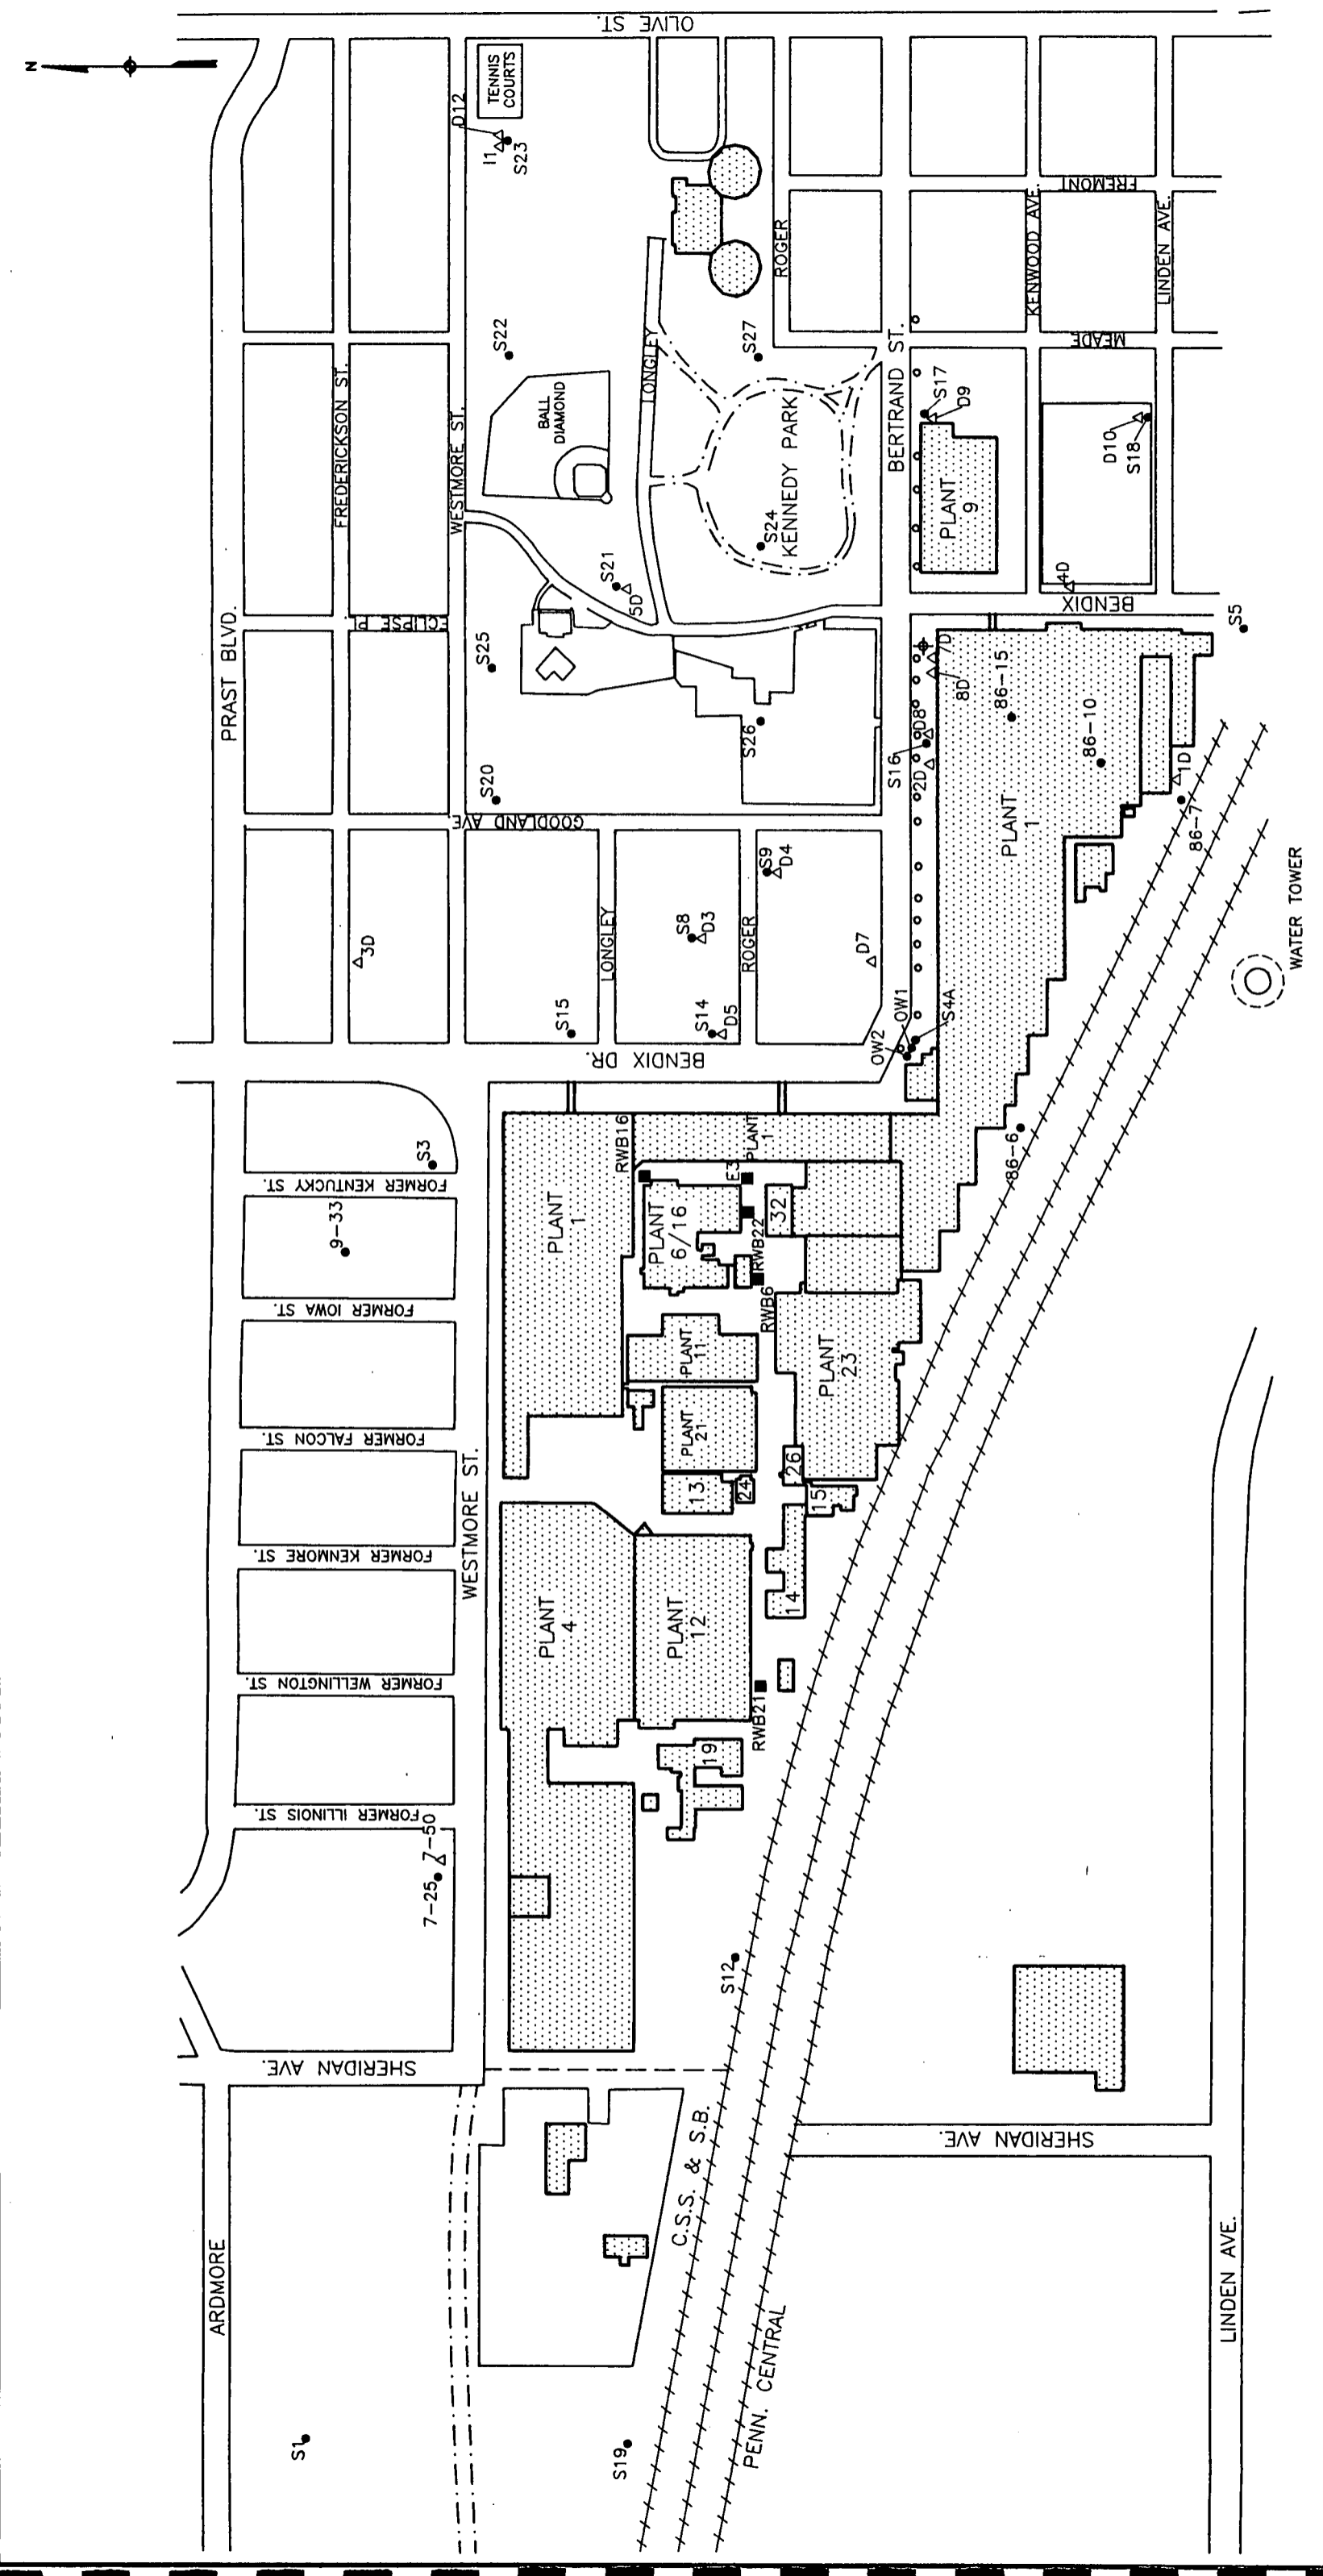 N
OLIVE ST.
TENNIS
COURTS
D12
I1
S23
FREMONT
KENWOOD AVE.
LINDEN AVE.
ROGER
MEADE
S22
S27
LONGLEY
BALL
DIAMOND
FREDERICKSON ST.
WESTMORE ST.
KENNEDY PARK
BERTRAND ST.
S17
D9
PLANT
9
D10
S18
S24
S21
5D
4D
BENDIX
S5
PRAST BLVD.
ECLIPSE PL
S25
S26
S20
GOODLAND AVE
7D
8D
D8
S16
2D
86-15
86-10
1D
86-7
PLANT
1
WATER TOWER
S9
D4
S8
D3
LONGLEY
ROGER
D7
3D
S15
S14
D5
BENDIX DR.
OW2
OW1
S4A
86-6
S3
FORMER KENTUCKY ST.
9-33
FORMER IOWA ST.
FORMER FALCON ST.
FORMER KENMORE ST.
FORMER WELLINGTON ST.
FORMER ILLINOIS ST.
WESTMORE ST.
RWB16
PLANT
1
PLANT
1
E3
PLANT
6/16
32
RWB22
RWB6
PLANT
11
PLANT
23
PLANT
21
13
24
26
15
14
PLANT
4
PLANT
12
RWB21
19
7-50
7-25
S12
SHERIDAN AVE.
SHERIDAN AVE.
C.S.S. & S.B.
PENN. CENTRAL
ARDMORE
LINDEN AVE.
S1
S19